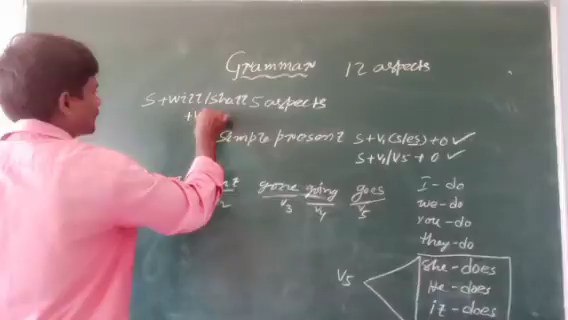 Grammar 12 aspects
S+will/shall 5 aspects
+V
Simple present S+V1(s/es)+O ✓
S+V1/V5+O ✓
gone going goes
V3 V4 V5
I-do
we-do
you-do
they-do
V5
she-does
He-does
it-does